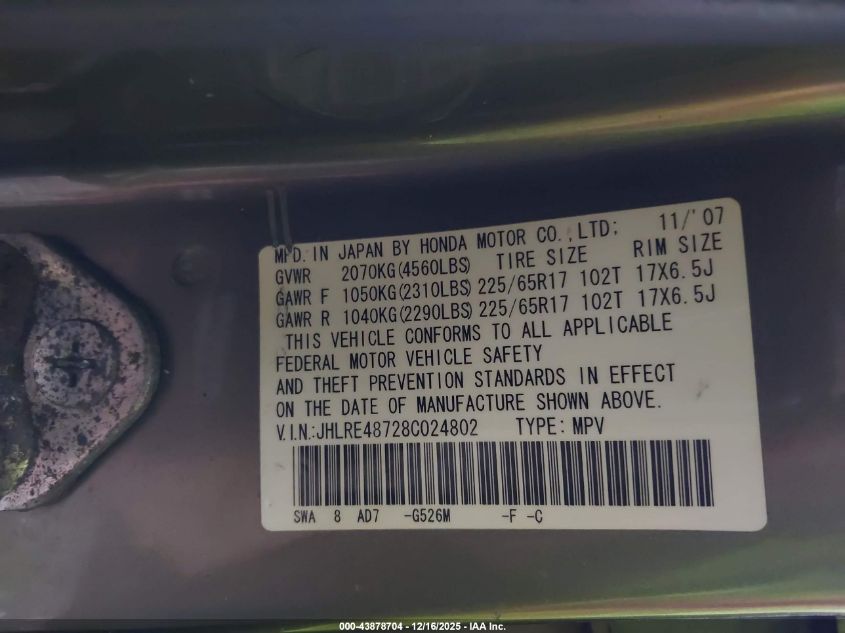 MFD. IN JAPAN BY HONDA MOTOR CO.,LTD; 11/'07
GVWR 2070KG(4560LBS) TIRE SIZE RIM SIZE
GAWR F 1050KG(2310LBS) 225/65R17 102T 17X6.5J
GAWR R 1040KG(2290LBS) 225/65R17 102T 17X6.5J
THIS VEHICLE CONFORMS TO ALL APPLICABLE
FEDERAL MOTOR VEHICLE SAFETY
AND THEFT PREVENTION STANDARDS IN EFFECT
ON THE DATE OF MANUFACTURE SHOWN ABOVE.
V.I.N.:JHLRE48728C024802 TYPE: MPV
SWA 8 AD7 -G526M -F -C
000-43878704 - 12/16/2025 - IAA Inc.